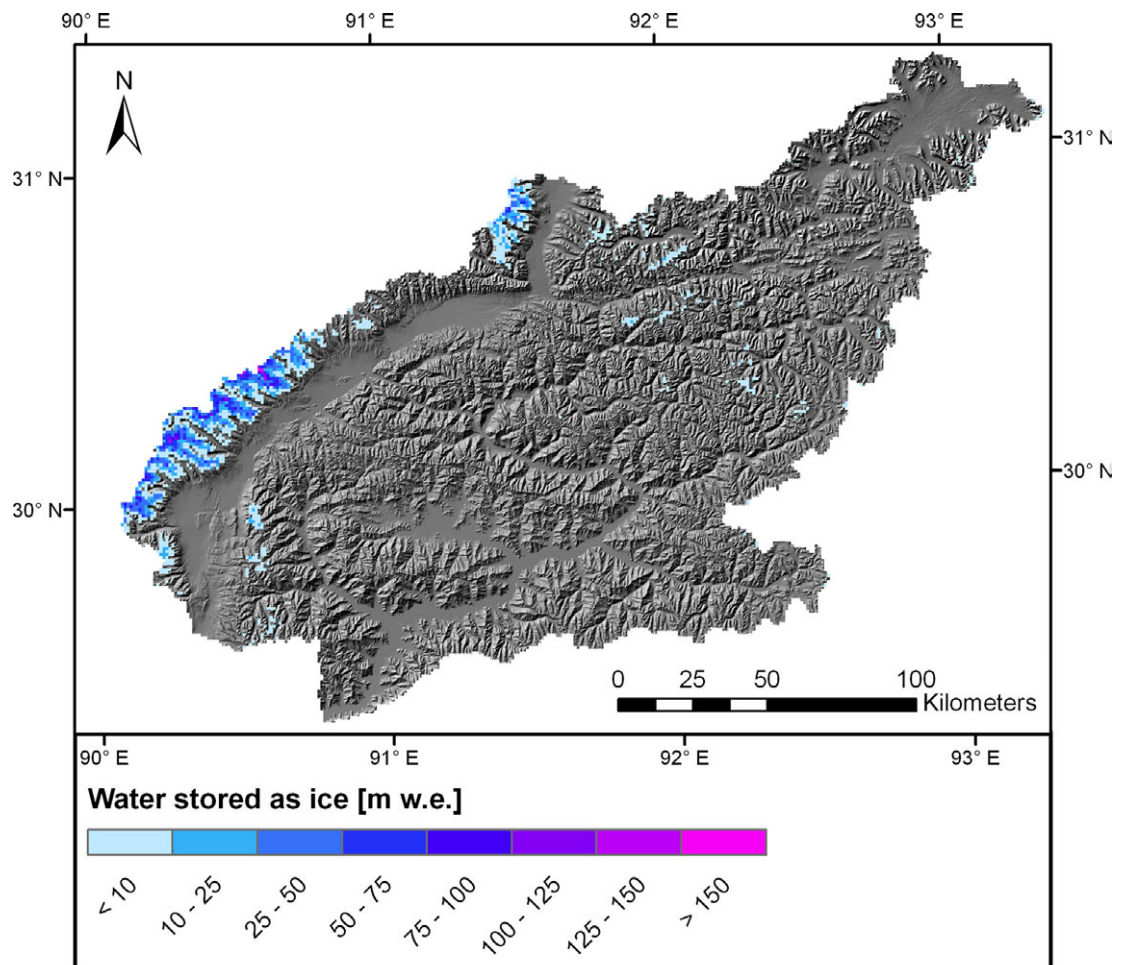 90° E 91° E 92° E 93° E
N
31° N
31° N
30° N
30° N
0 25 50 100
Kilometers
90° E 91° E 92° E 93° E
Water stored as ice [m w.e.]
< 10 10 - 25 25 - 50 50 - 75 75 - 100 100 - 125 125 - 150 > 150